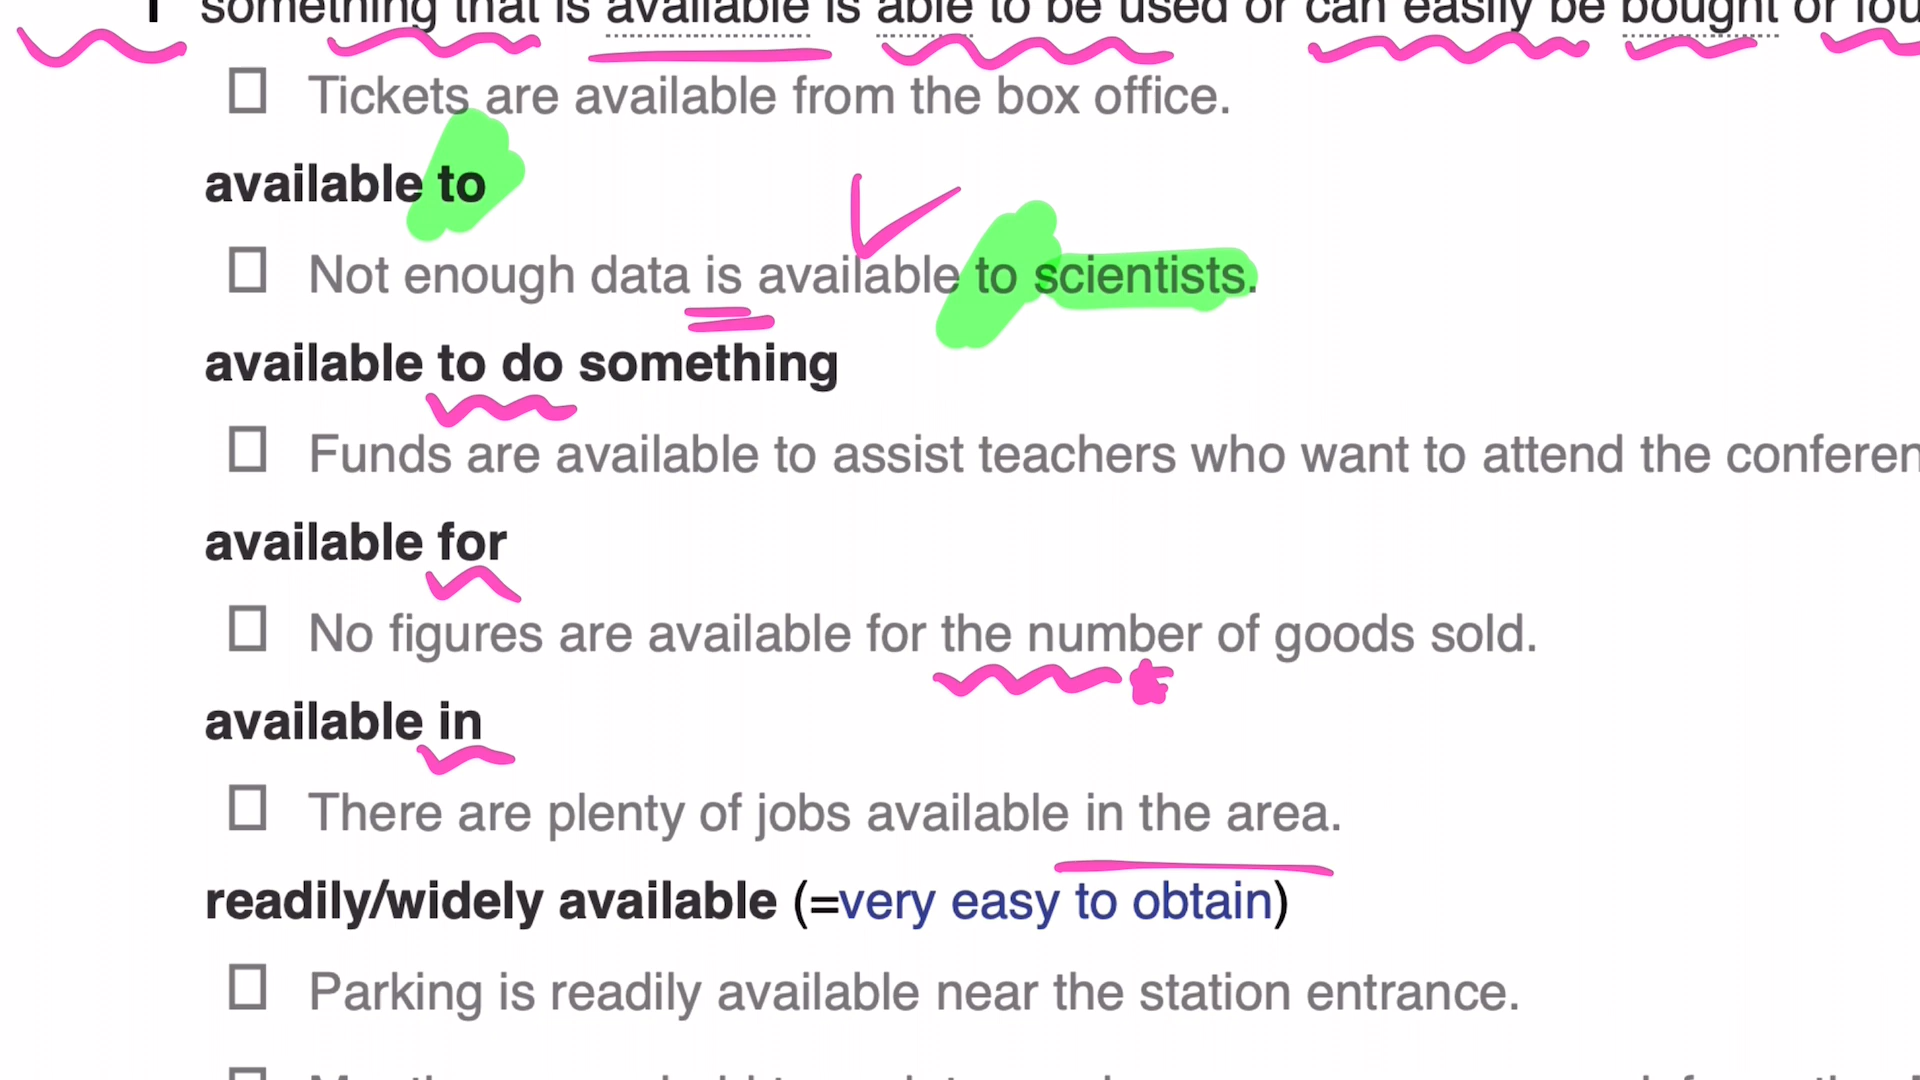 1 something that is available is able to be used or can easily be bought or
Tickets are available from the box office.
available to
Not enough data is available to scientists.
available to do something
Funds are available to assist teachers who want to attend the
available for
No figures are available for the number of goods sold.
available in
There are plenty of jobs available in the area.
readily/widely available (=very easy to obtain)
Parking is readily available near the station entrance.